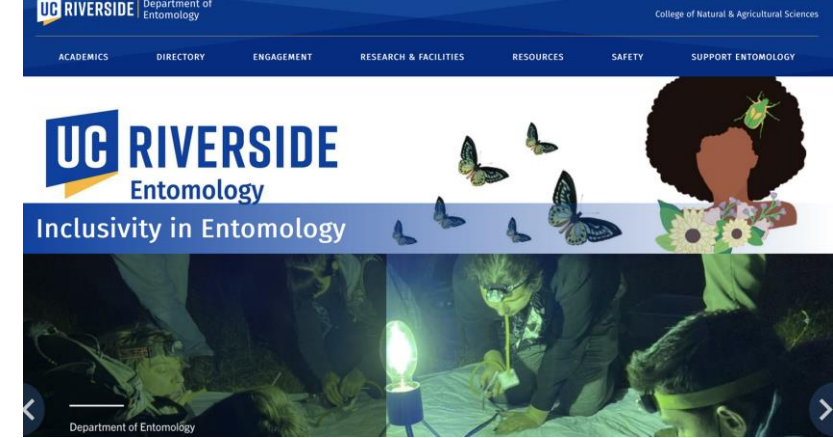 UC RIVERSIDE Department of
Entomology
College of Natural & Agricultural Sciences
ACADEMICS DIRECTORY ENGAGEMENT RESEARCH & FACILITIES RESOURCES SAFETY SUPPORT ENTOMOLOGY
UC RIVERSIDE
Entomology
Inclusivity in Entomology
Department of Entomology